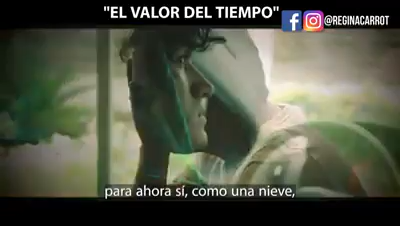 "EL VALOR DEL TIEMPO"
@REGINACARROT
para ahora sí, como una nieve,